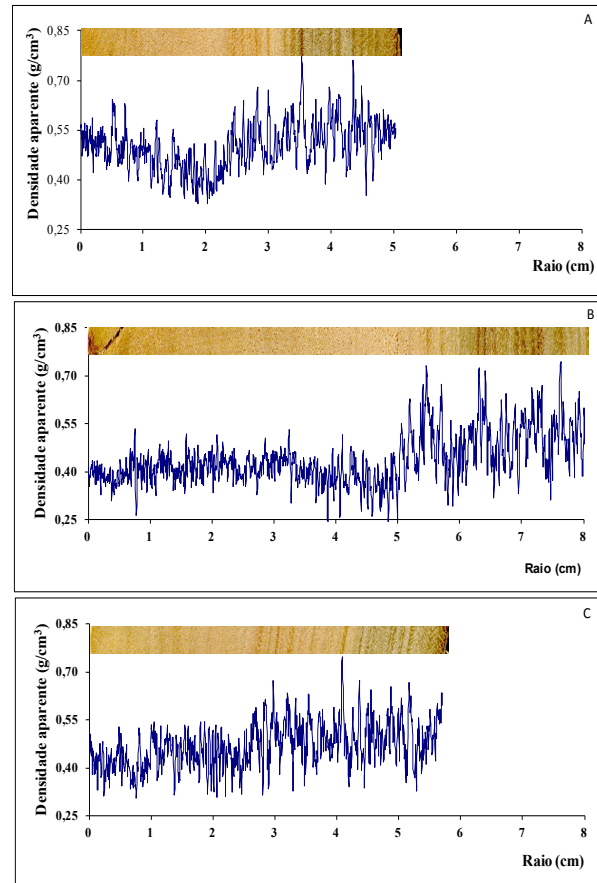 A
Densidade aparente (g/cm³)
0,85
0,70
0,55
0,40
0,25
0 1 2 3 4 5 6 7 8
Raio (cm)
B
Densidade aparente (g/cm³)
0,85
0,70
0,55
0,40
0,25
0 1 2 3 4 5 6 7 8
Raio (cm)
C
Densidade aparente (g/cm³)
0,85
0,70
0,55
0,40
0,25
0 1 2 3 4 5 6 7 8
Raio (cm)